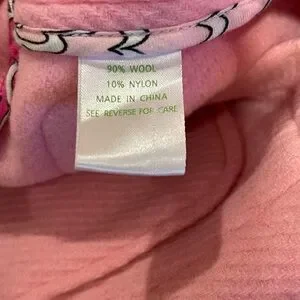 90% WOOL
10% NYLON
MADE IN CHINA
SEE REVERSE FOR CARE